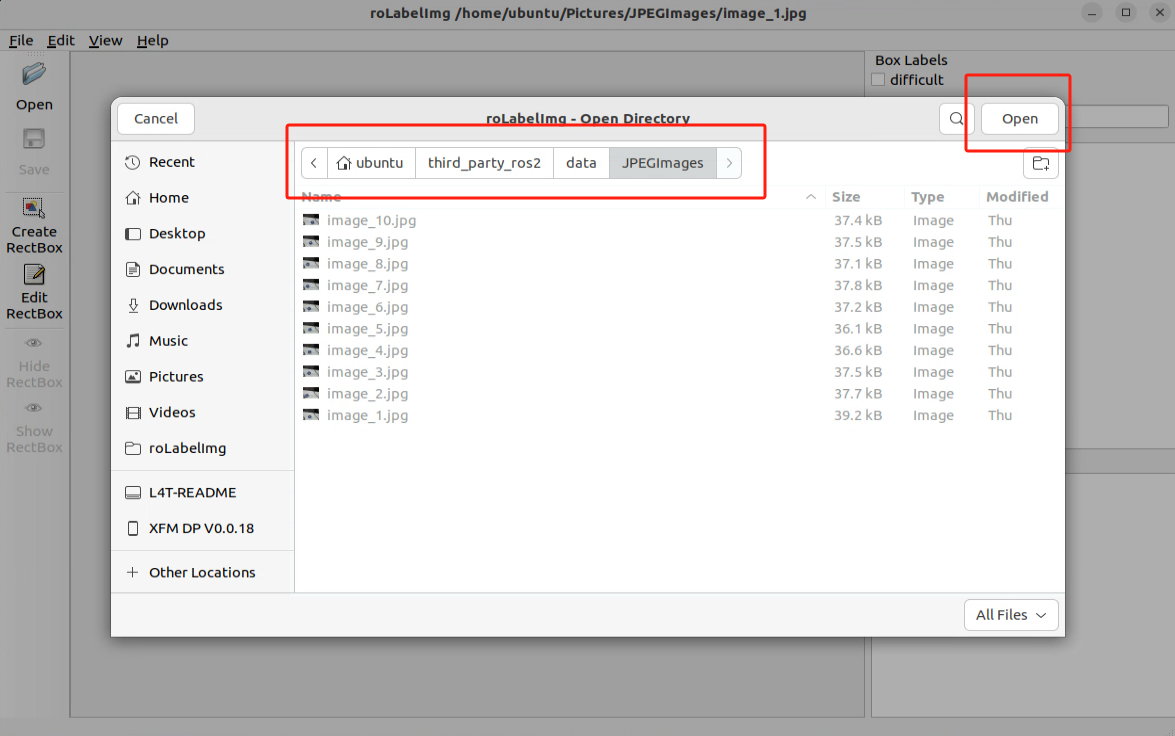 roLabelImg /home/ubuntu/Pictures/JPEGImages/image_1.jpg
File Edit View Help
Open
Save
Create
RectBox
Edit
RectBox
Hide
RectBox
Show
RectBox
Box Labels
difficult
Cancel
roLabelImg - Open Directory
Open
Recent
Home
Desktop
Documents
Downloads
Music
Pictures
Videos
roLabelImg
L4T-README
XFM DP V0.0.18
Other Locations
ubuntu third_party_ros2 data JPEGImages
Name Size Type Modified
image_10.jpg 37.4 kB Image Thu
image_9.jpg 37.5 kB Image Thu
image_8.jpg 37.1 kB Image Thu
image_7.jpg 37.8 kB Image Thu
image_6.jpg 37.2 kB Image Thu
image_5.jpg 36.1 kB Image Thu
image_4.jpg 36.6 kB Image Thu
image_3.jpg 37.5 kB Image Thu
image_2.jpg 37.7 kB Image Thu
image_1.jpg 39.2 kB Image Thu
All Files